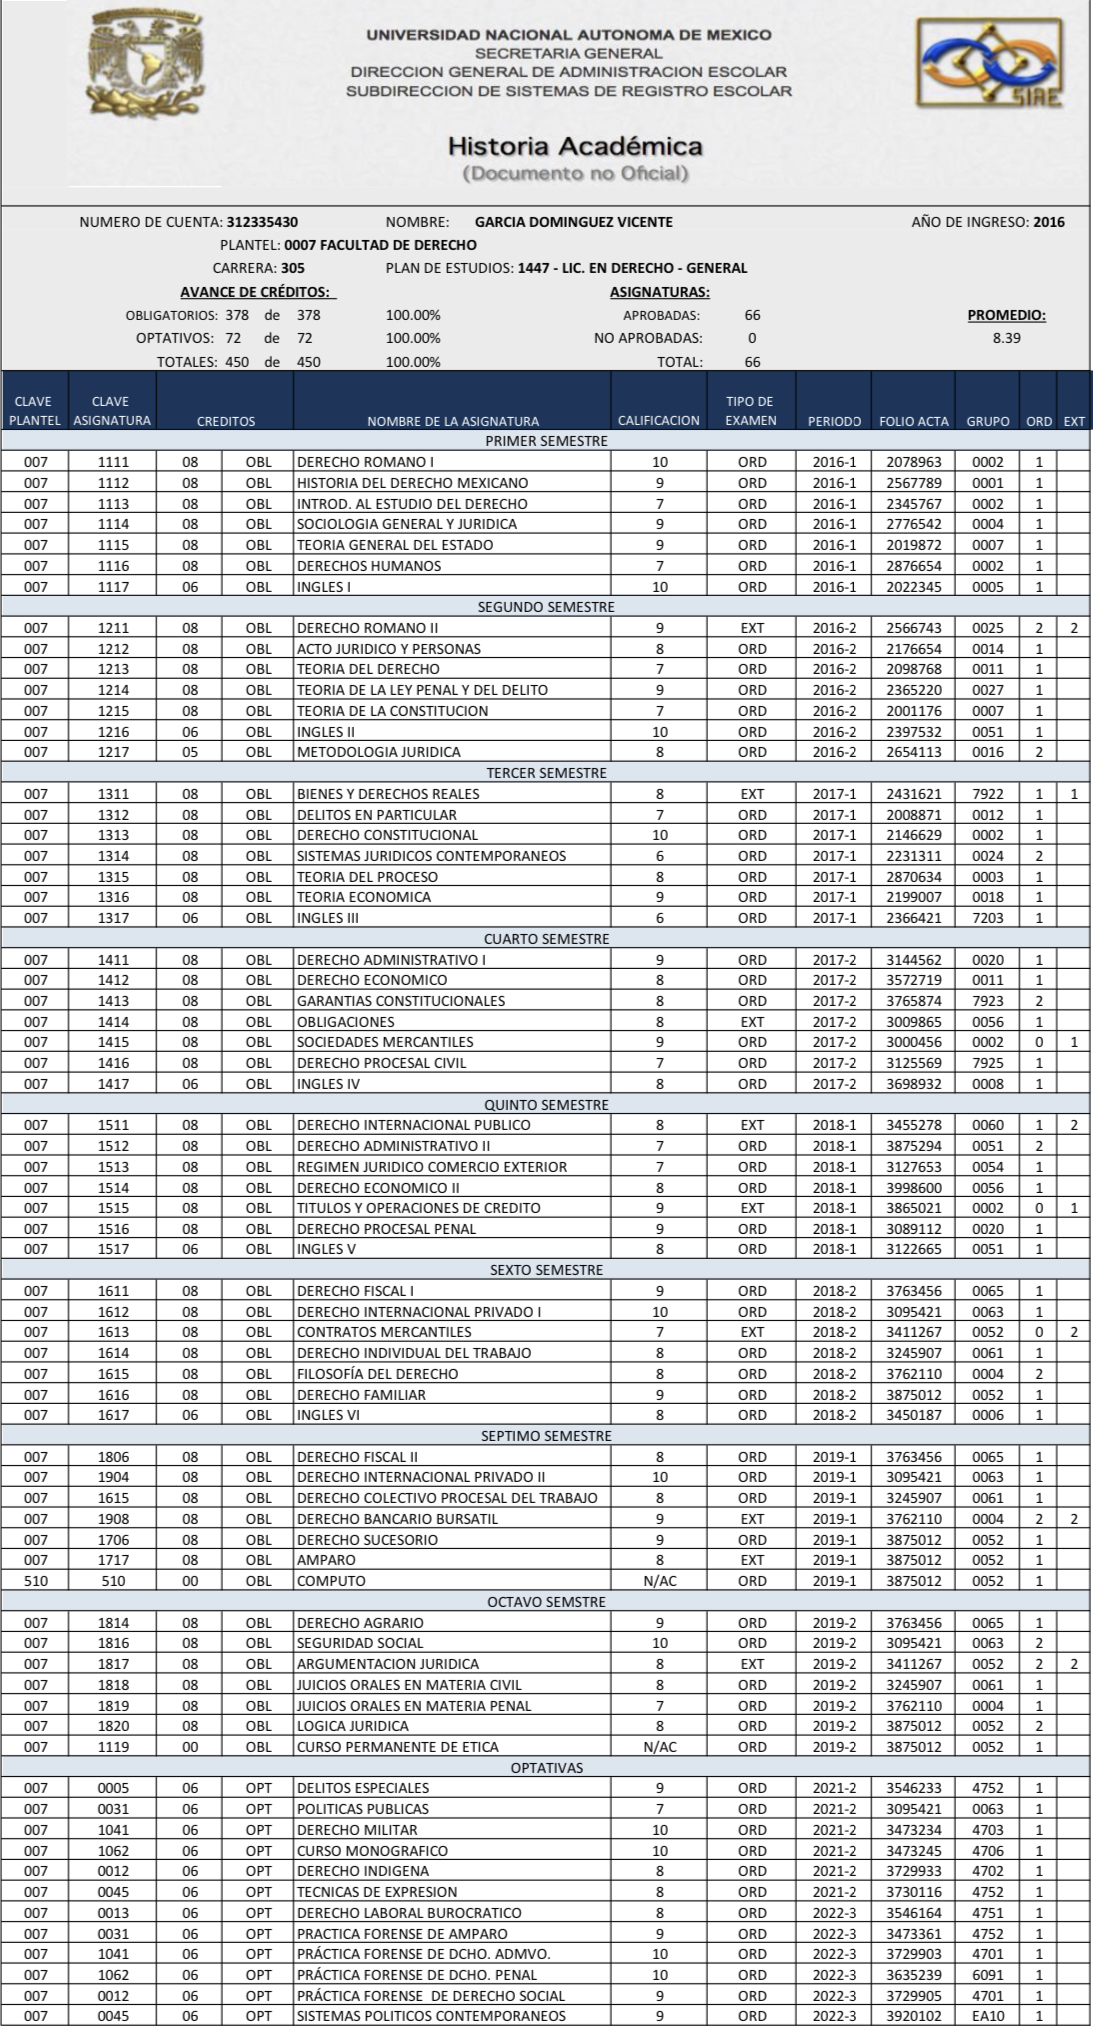 UNIVERSIDAD NACIONAL AUTONOMA DE MEXICO
SECRETARIA GENERAL
DIRECCION GENERAL DE ADMINISTRACION ESCOLAR
SUBDIRECCION DE SISTEMAS DE REGISTRO ESCOLAR
SIAE
Historia Académica
(Documento no Oficial)
NUMERO DE CUENTA: 312335430 NOMBRE: GARCIA DOMINGUEZ VICENTE AÑO DE INGRESO: 2016
PLANTEL: 0007 FACULTAD DE DERECHO
CARRERA: 305 PLAN DE ESTUDIOS: 1447 - LIC. EN DERECHO - GENERAL
AVANCE DE CRÉDITOS: ASIGNATURAS:
OBLIGATORIOS: 378 de 378 100.00% APROBADAS: 66 PROMEDIO:
OPTATIVOS: 72 de 72 100.00% NO APROBADAS: 0 8.39
TOTALES: 450 de 450 100.00% TOTAL: 66
CLAVE PLANTEL CLAVE ASIGNATURA CREDITOS NOMBRE DE LA ASIGNATURA CALIFICACION TIPO DE EXAMEN PERIODO FOLIO ACTA GRUPO ORD EXT
PRIMER SEMESTRE
007 1111 08 OBL DERECHO ROMANO I 10 ORD 2016-1 2078963 0002 1
007 1112 08 OBL HISTORIA DEL DERECHO MEXICANO 9 ORD 2016-1 2567789 0001 1
007 1113 08 OBL INTROD. AL ESTUDIO DEL DERECHO 7 ORD 2016-1 2345767 0002 1
007 1114 08 OBL SOCIOLOGIA GENERAL Y JURIDICA 9 ORD 2016-1 2776542 0004 1
007 1115 08 OBL TEORIA GENERAL DEL ESTADO 9 ORD 2016-1 2019872 0007 1
007 1116 08 OBL DERECHOS HUMANOS 7 ORD 2016-1 2876654 0002 1
007 1117 06 OBL INGLES I 10 ORD 2016-1 2022345 0005 1
SEGUNDO SEMESTRE
007 1211 08 OBL DERECHO ROMANO II 9 EXT 2016-2 2566743 0025 2 2
007 1212 08 OBL ACTO JURIDICO Y PERSONAS 8 ORD 2016-2 2176654 0014 1
007 1213 08 OBL TEORIA DEL DERECHO 7 ORD 2016-2 2098768 0011 1
007 1214 08 OBL TEORIA DE LA LEY PENAL Y DEL DELITO 9 ORD 2016-2 2365220 0027 1
007 1215 08 OBL TEORIA DE LA CONSTITUCION 7 ORD 2016-2 2001176 0007 1
007 1216 06 OBL INGLES II 10 ORD 2016-2 2397532 0051 1
007 1217 05 OBL METODOLOGIA JURIDICA 8 ORD 2016-2 2654113 0016 2
TERCER SEMESTRE
007 1311 08 OBL BIENES Y DERECHOS REALES 8 EXT 2017-1 2431621 7922 1 1
007 1312 08 OBL DELITOS EN PARTICULAR 7 ORD 2017-1 2008871 0012 1
007 1313 08 OBL DERECHO CONSTITUCIONAL 10 ORD 2017-1 2146629 0002 1
007 1314 08 OBL SISTEMAS JURIDICOS CONTEMPORANEOS 6 ORD 2017-1 2231311 0024 2
007 1315 08 OBL TEORIA DEL PROCESO 8 ORD 2017-1 2870634 0003 1
007 1316 08 OBL TEORIA ECONOMICA 9 ORD 2017-1 2199007 0018 1
007 1317 06 OBL INGLES III 6 ORD 2017-1 2366421 7203 1
CUARTO SEMESTRE
007 1411 08 OBL DERECHO ADMINISTRATIVO I 9 ORD 2017-2 3144562 0020 1
007 1412 08 OBL DERECHO ECONOMICO 8 ORD 2017-2 3572719 0011 1
007 1413 08 OBL GARANTIAS CONSTITUCIONALES 8 ORD 2017-2 3765874 7923 2
007 1414 08 OBL OBLIGACIONES 8 EXT 2017-2 3009865 0056 1
007 1415 08 OBL SOCIEDADES MERCANTILES 9 ORD 2017-2 3000456 0002 0 1
007 1416 08 OBL DERECHO PROCESAL CIVIL 7 ORD 2017-2 3125569 7925 1
007 1417 06 OBL INGLES IV 8 ORD 2017-2 3698932 0008 1
QUINTO SEMESTRE
007 1511 08 OBL DERECHO INTERNACIONAL PUBLICO 8 EXT 2018-1 3455278 0060 1 2
007 1512 08 OBL DERECHO ADMINISTRATIVO II 7 ORD 2018-1 3875294 0051 2
007 1513 08 OBL REGIMEN JURIDICO COMERCIO EXTERIOR 7 ORD 2018-1 3127653 0054 1
007 1514 08 OBL DERECHO ECONOMICO II 8 ORD 2018-1 3998600 0056 1
007 1515 08 OBL TITULOS Y OPERACIONES DE CREDITO 9 EXT 2018-1 3865021 0002 0 1
007 1516 08 OBL DERECHO PROCESAL PENAL 9 ORD 2018-1 3089112 0020 1
007 1517 06 OBL INGLES V 8 ORD 2018-1 3122665 0051 1
SEXTO SEMESTRE
007 1611 08 OBL DERECHO FISCAL I 9 ORD 2018-2 3763456 0065 1
007 1612 08 OBL DERECHO INTERNACIONAL PRIVADO I 10 ORD 2018-2 3095421 0063 1
007 1613 08 OBL CONTRATOS MERCANTILES 7 EXT 2018-2 3411267 0052 0 2
007 1614 08 OBL DERECHO INDIVIDUAL DEL TRABAJO 8 ORD 2018-2 3245907 0061 1
007 1615 08 OBL FILOSOFÍA DEL DERECHO 8 ORD 2018-2 3762110 0004 2
007 1616 08 OBL DERECHO FAMILIAR 9 ORD 2018-2 3875012 0052 1
007 1617 06 OBL INGLES VI 8 ORD 2018-2 3450187 0006 1
SEPTIMO SEMESTRE
007 1806 08 OBL DERECHO FISCAL II 8 ORD 2019-1 3763456 0065 1
007 1904 08 OBL DERECHO INTERNACIONAL PRIVADO II 10 ORD 2019-1 3095421 0063 1
007 1615 08 OBL DERECHO COLECTIVO PROCESAL DEL TRABAJO 8 ORD 2019-1 3245907 0061 1
007 1908 08 OBL DERECHO BANCARIO BURSATIL 9 EXT 2019-1 3762110 0004 2 2
007 1706 08 OBL DERECHO SUCESORIO 9 ORD 2019-1 3875012 0052 1
007 1717 08 OBL AMPARO 8 EXT 2019-1 3875012 0052 1
510 510 00 OBL COMPUTO N/AC ORD 2019-1 3875012 0052 1
OCTAVO SEMSTRE
007 1814 08 OBL DERECHO AGRARIO 9 ORD 2019-2 3763456 0065 1
007 1816 08 OBL SEGURIDAD SOCIAL 10 ORD 2019-2 3095421 0063 2
007 1817 08 OBL ARGUMENTACION JURIDICA 8 EXT 2019-2 3411267 0052 2 2
007 1818 08 OBL JUICIOS ORALES EN MATERIA CIVIL 8 ORD 2019-2 3245907 0061 1
007 1819 08 OBL JUICIOS ORALES EN MATERIA PENAL 7 ORD 2019-2 3762110 0004 1
007 1820 08 OBL LOGICA JURIDICA 8 ORD 2019-2 3875012 0052 2
007 1119 00 OBL CURSO PERMANENTE DE ETICA N/AC ORD 2019-2 3875012 0052 1
OPTATIVAS
007 0005 06 OPT DELITOS ESPECIALES 9 ORD 2021-2 3546233 4752 1
007 0031 06 OPT POLITICAS PUBLICAS 7 ORD 2021-2 3095421 0063 1
007 1041 06 OPT DERECHO MILITAR 10 ORD 2021-2 3473234 4703 1
007 1062 06 OPT CURSO MONOGRAFICO 10 ORD 2021-2 3473245 4706 1
007 0012 06 OPT DERECHO INDIGENA 8 ORD 2021-2 3729933 4702 1
007 0045 06 OPT TECNICAS DE EXPRESION 8 ORD 2021-2 3730116 4752 1
007 0013 06 OPT DERECHO LABORAL BUROCRATICO 8 ORD 2022-3 3546164 4751 1
007 0031 06 OPT PRACTICA FORENSE DE AMPARO 9 ORD 2022-3 3473361 4752 1
007 1041 06 OPT PRÁCTICA FORENSE DE DCHO. ADMVO. 10 ORD 2022-3 3729903 4701 1
007 1062 06 OPT PRÁCTICA FORENSE DE DCHO. PENAL 10 ORD 2022-3 3635239 6091 1
007 0012 06 OPT PRÁCTICA FORENSE DE DERECHO SOCIAL 9 ORD 2022-3 3729905 4701 1
007 0045 06 OPT SISTEMAS POLITICOS CONTEMPORANEOS 9 ORD 2022-3 3920102 EA10 1